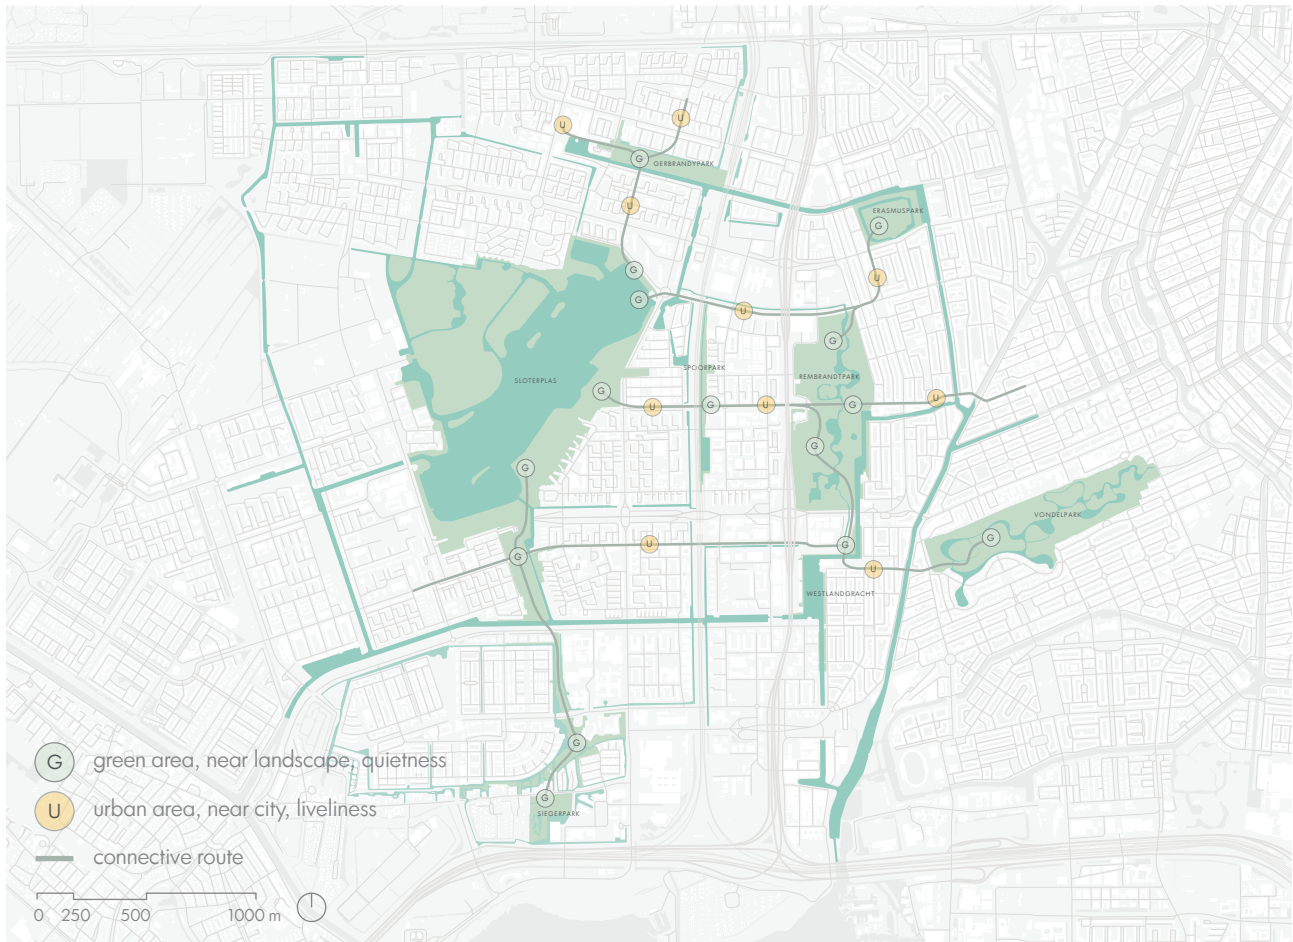 U
U
G
GERBRANDYPARK
U
ERASMUSPARK
G
G
U
G
U
G
SPOORPARK
REMBRANDTPARK
SLOTERPLAS
G
U
G
U
G
U
G
G
VONDELPARK
G
U
G
G
U
WESTLANDGRACHT
G
G green area, near landscape, quietness
G
SIEGERPARK
U urban area, near city, liveliness
connective route
0 250 500 1000 m